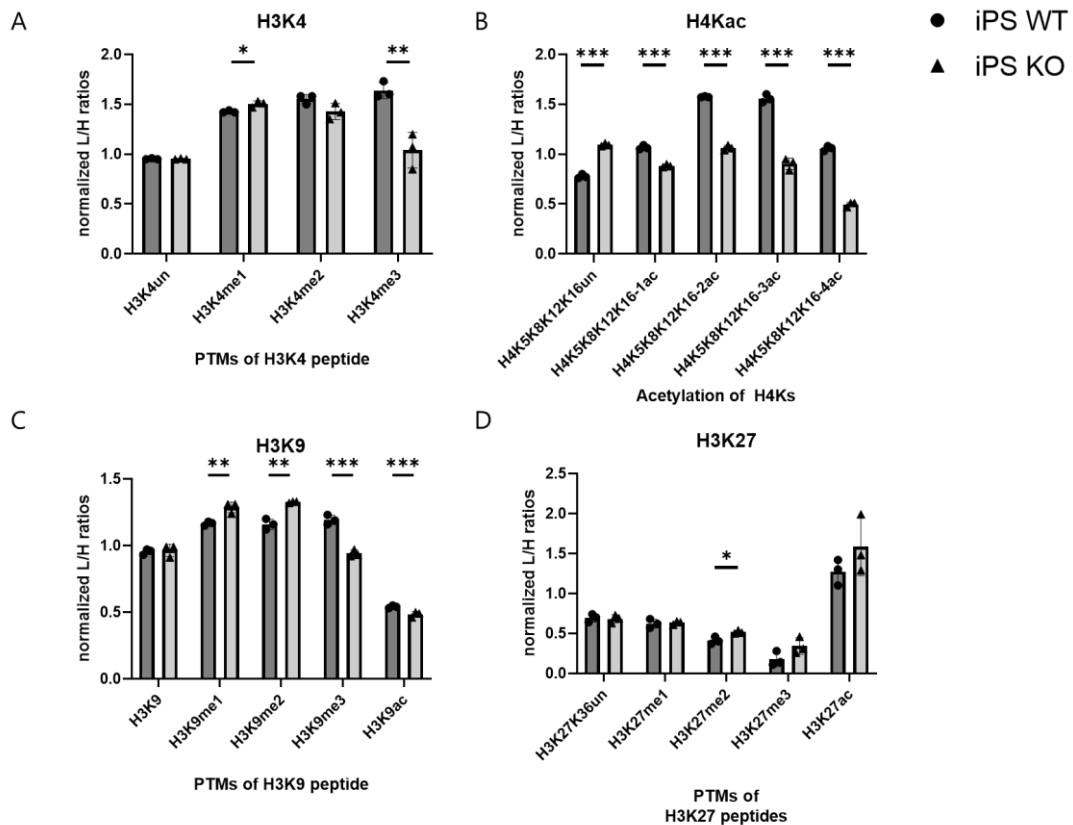 A
H3K4
* **
normalized L/H ratios
2.0
1.5
1.0
0.5
0.0
H3K4un
H3K4me1
H3K4me2
H3K4me3
PTMs of H3K4 peptide
B
H4Kac
*** *** *** *** ***
normalized L/H ratios
2.0
1.5
1.0
0.5
0.0
H4K5K8K12K16un
H4K5K8K12K16-1ac
H4K5K8K12K16-2ac
H4K5K8K12K16-3ac
H4K5K8K12K16-4ac
Acetylation of H4Ks
iPS WT
iPS KO
C
H3K9
** ** *** ***
normalized L/H ratios
1.5
1.0
0.5
0.0
H3K9
H3K9me1
H3K9me2
H3K9me3
H3K9ac
PTMs of H3K9 peptide
D
H3K27
*
normalized L/H ratios
2.5
2.0
1.5
1.0
0.5
0.0
H3K27K36un
H3K27me1
H3K27me2
H3K27me3
H3K27ac
PTMs of
H3K27 peptides